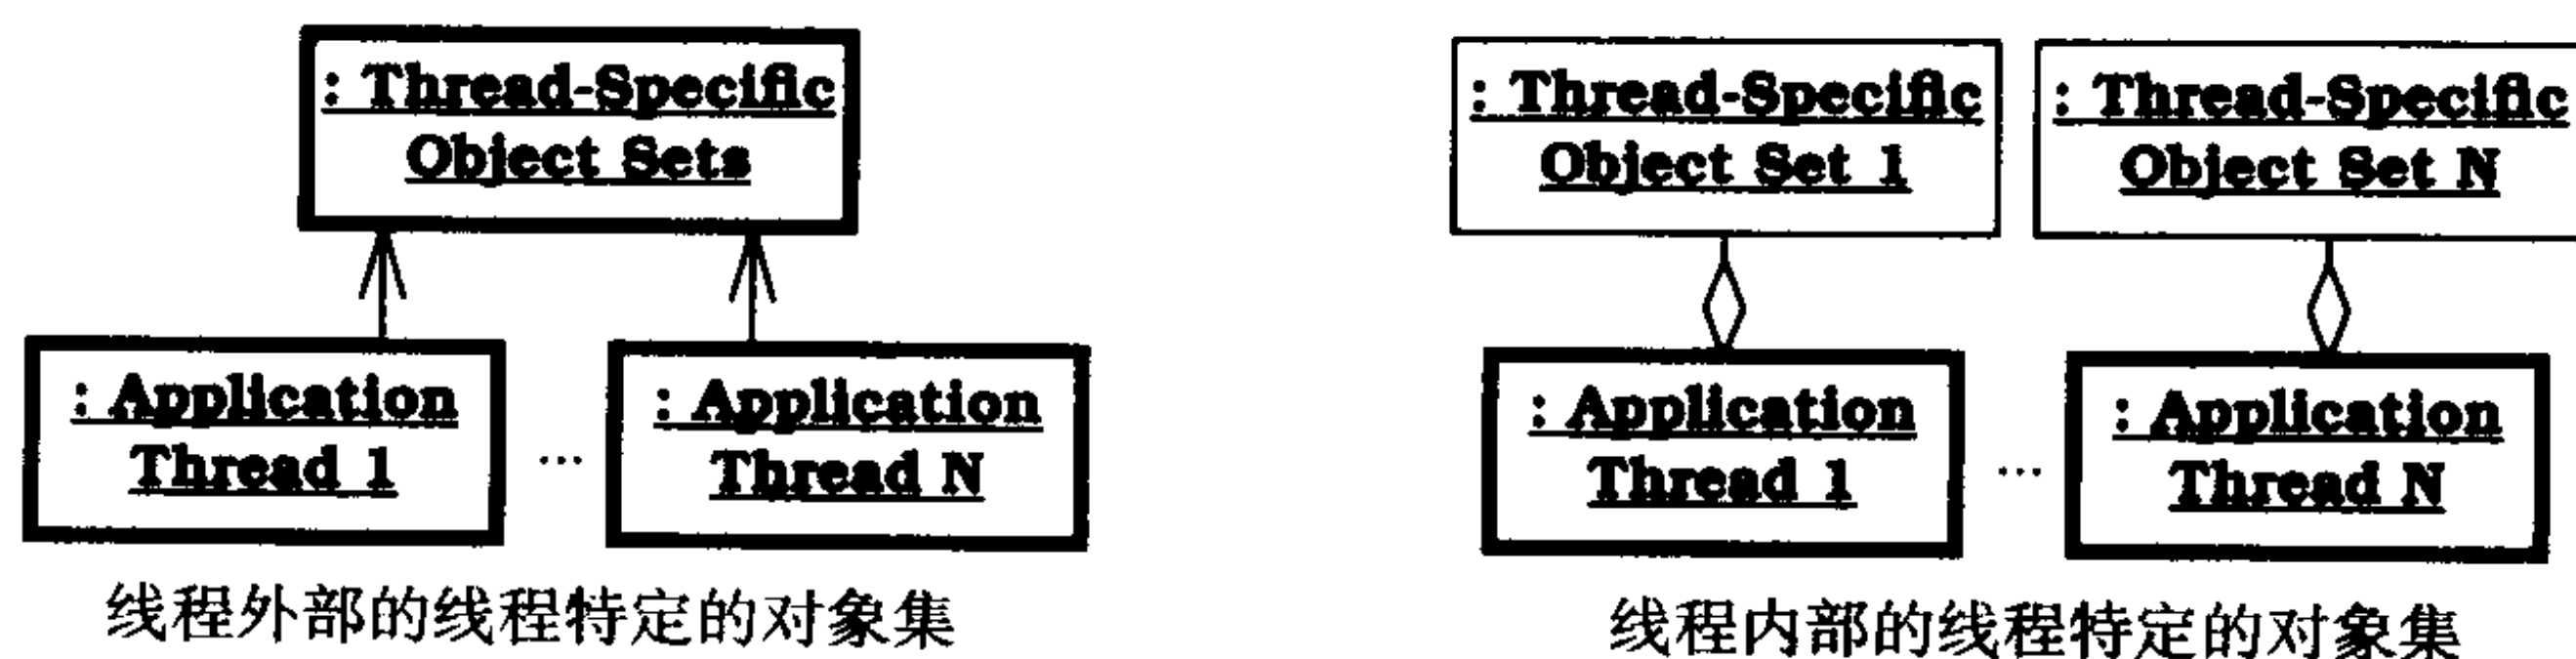 : Thread-Specific
Object Sets
: Application
Thread 1
...
: Application
Thread N
线程外部的线程特定的对象集
: Thread-Specific
Object Set 1
: Thread-Specific
Object Set N
: Application
Thread 1
...
: Application
Thread N
线程内部的线程特定的对象集